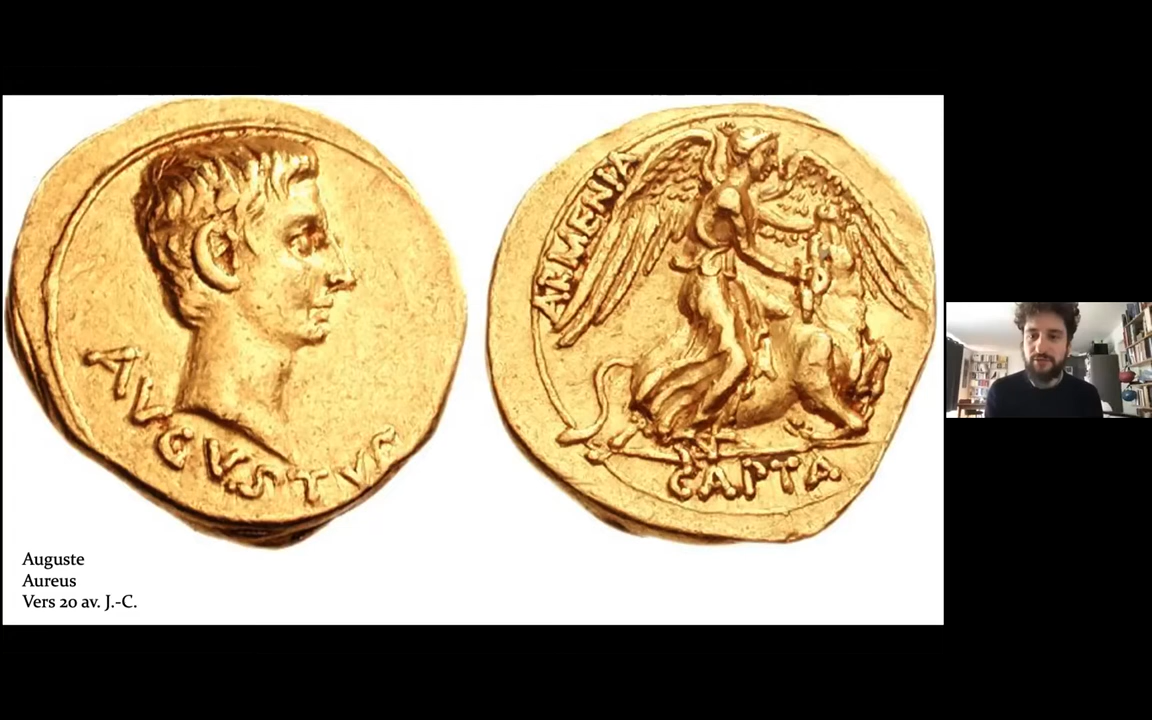 AVGVSTVS
ARMENIA
CAPTA
Auguste
Aureus
Vers 20 av. J.-C.